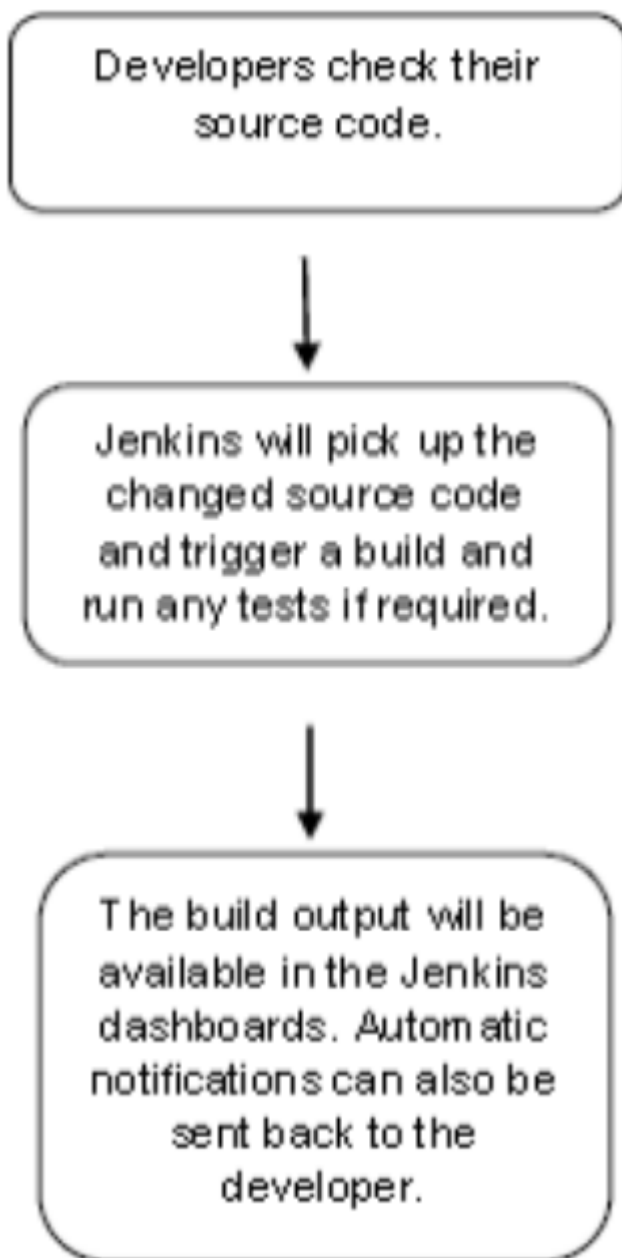 Developers check their
source code.
Jenkins will pick up the
changed source code
and trigger a build and
run any tests if required.
The build output will be
available in the Jenkins
dashboards. Automatic
notifications can also be
sent back to the
developer.